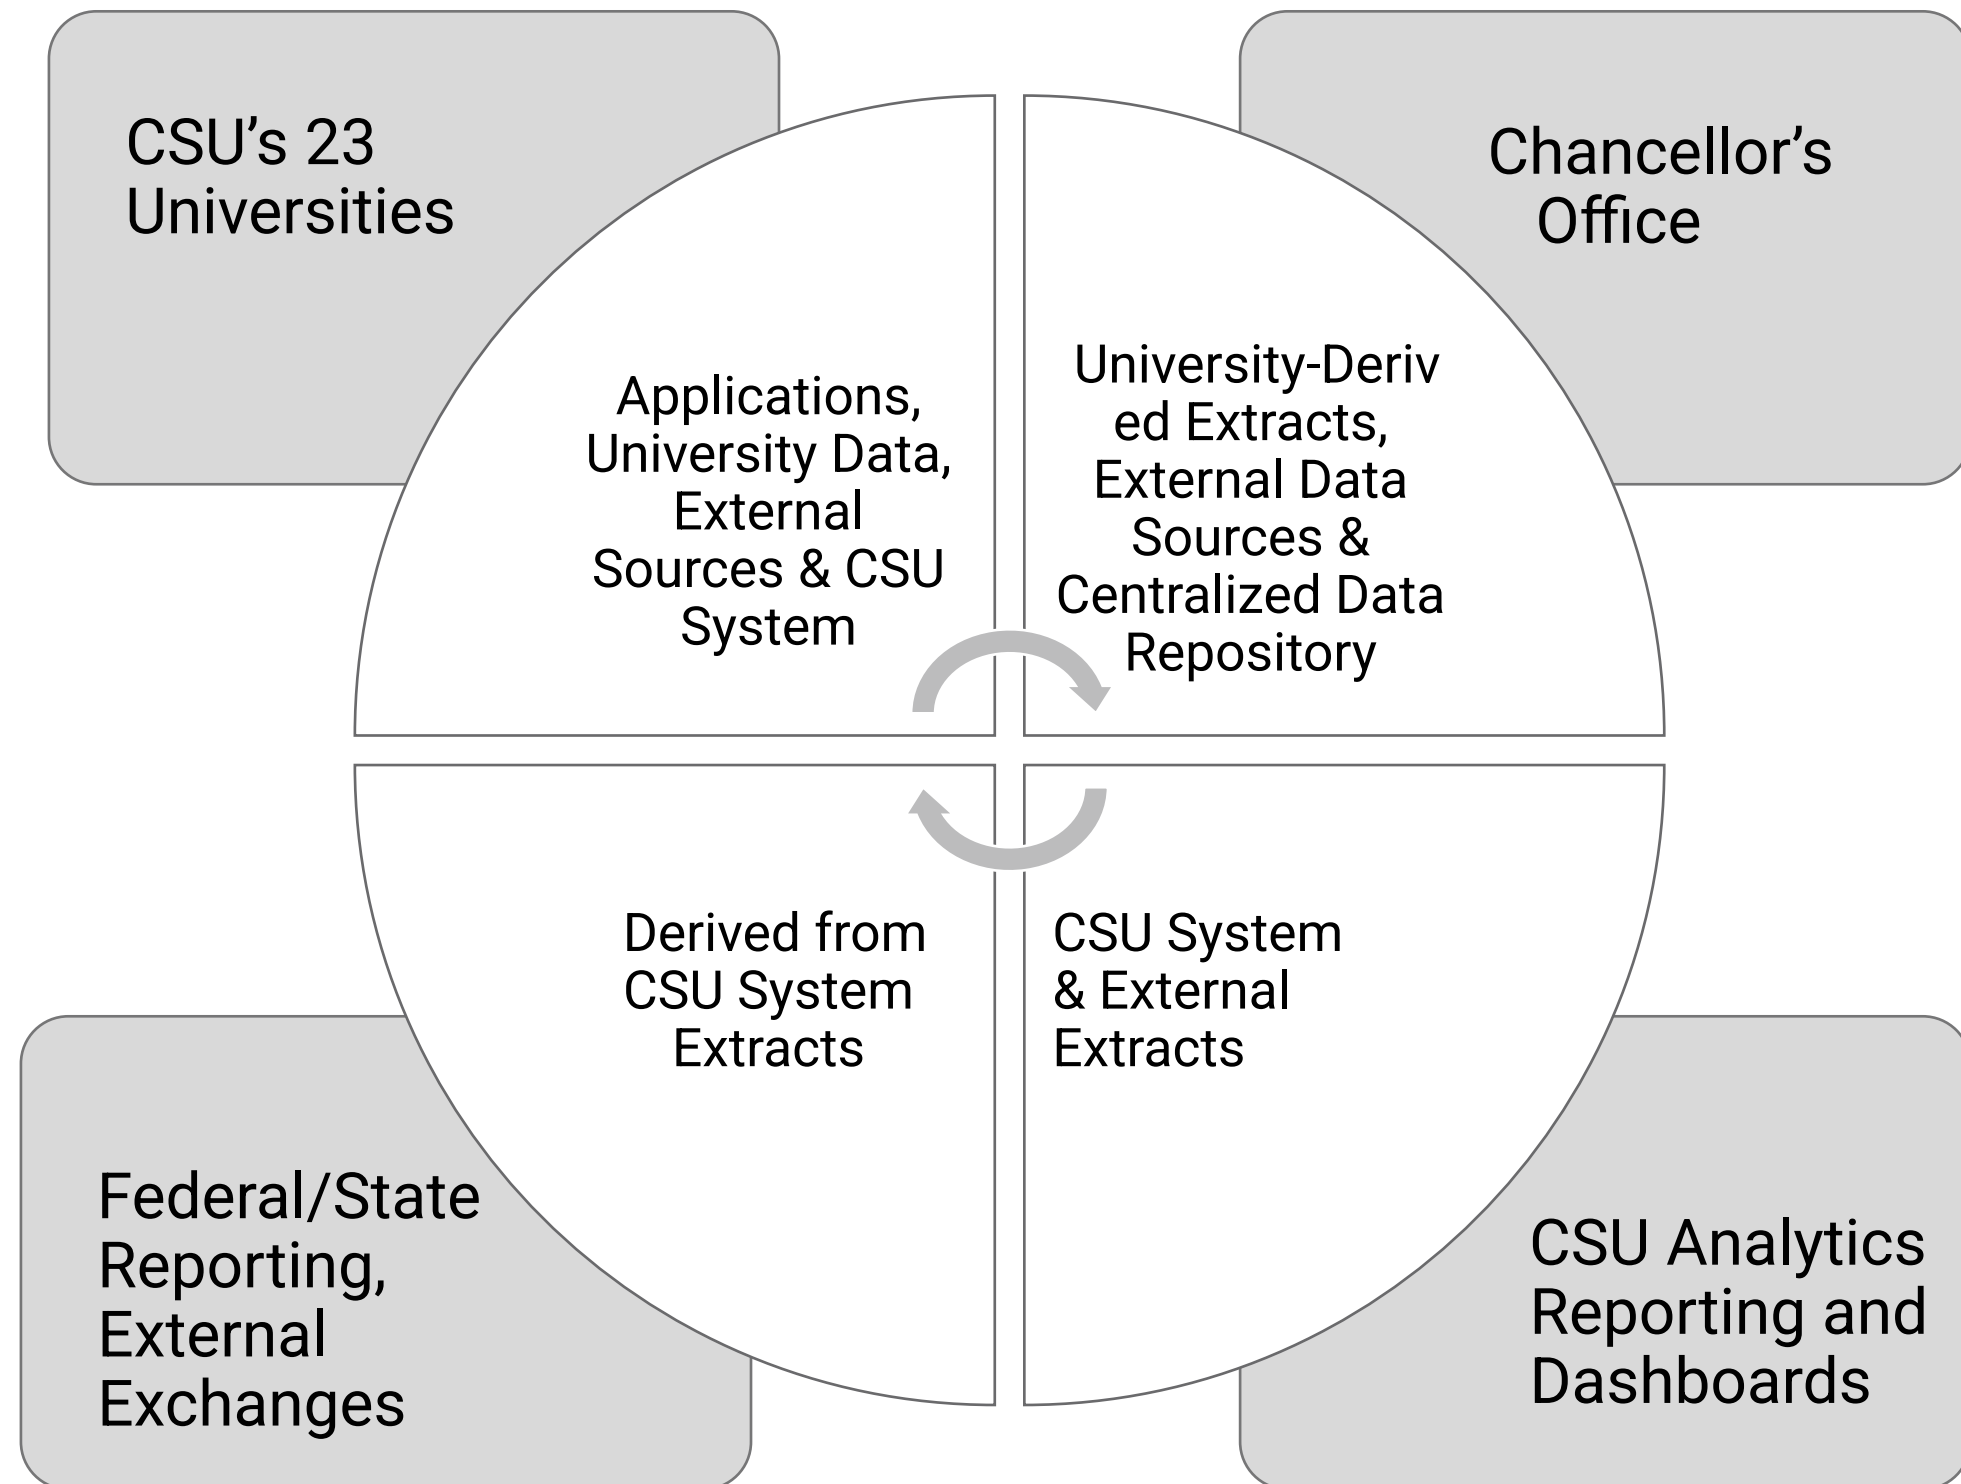 CSU’s 23
Universities
Chancellor’s
Office
Applications,
University Data,
External
Sources & CSU
System
University-Deriv
ed Extracts,
External Data
Sources &
Centralized Data
Repository
Derived from
CSU System
Extracts
CSU System
& External
Extracts
Federal/State
Reporting,
External
Exchanges
CSU Analytics
Reporting and
Dashboards